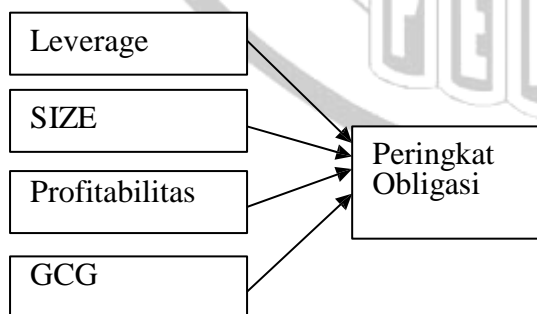 Leverage
SIZE
Profitabilitas
GCG
Peringkat
Obligasi